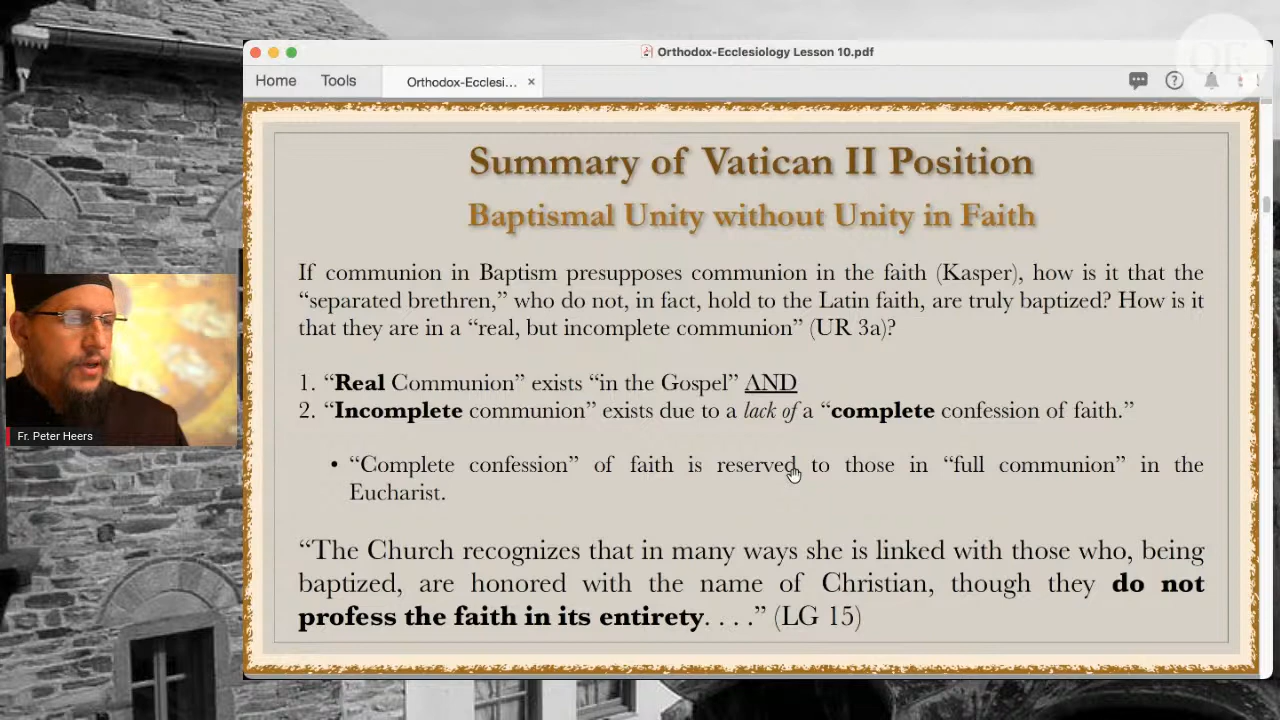 Orthodox-Ecclesiology Lesson 10.pdf
Home Tools Orthodox-Ecclesi... ×
OE
Summary of Vatican II Position
Baptismal Unity without Unity in Faith
If communion in Baptism presupposes communion in the faith (Kasper), how is it that the
“separated brethren,” who do not, in fact, hold to the Latin faith, are truly baptized? How is it
that they are in a “real, but incomplete communion” (UR 3a)?
1. “Real Communion” exists “in the Gospel” AND
2. “Incomplete communion” exists due to a lack of a “complete confession of faith.”
• “Complete confession” of faith is reserved to those in “full communion” in the
Eucharist.
“The Church recognizes that in many ways she is linked with those who, being
baptized, are honored with the name of Christian, though they do not
profess the faith in its entirety. . . .” (LG 15)
Fr. Peter Heers